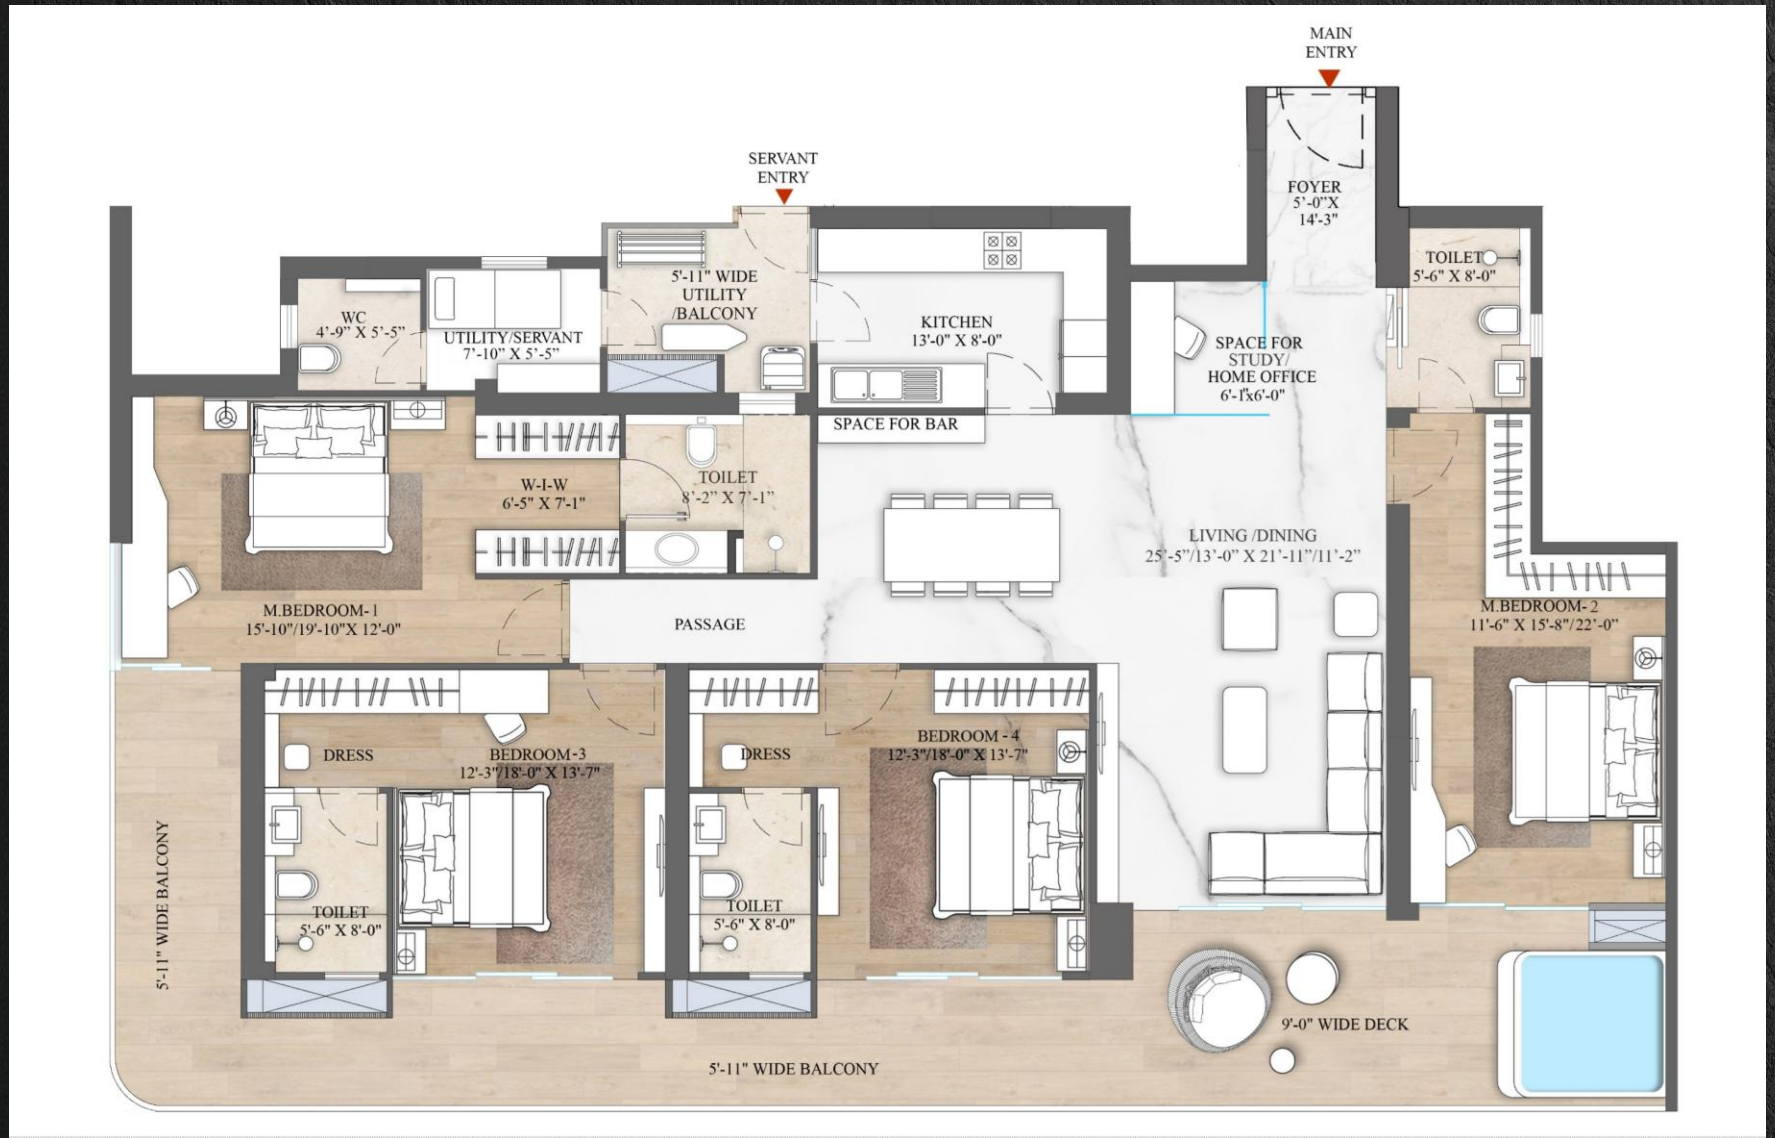 MAIN
ENTRY
SERVANT
ENTRY
FOYER
5'-0"X
14'-3"
TOILET
5'-6" X 8'-0"
5'-11" WIDE
UTILITY
/BALCONY
WC
4'-9" X 5'-5"
UTILITY/SERVANT
7'-10" X 5'-5"
KITCHEN
13'-0" X 8'-0"
SPACE FOR
STUDY/
HOME OFFICE
6'-1"x6'-0"
SPACE FOR BAR
W-I-W
6'-5" X 7'-1"
TOILET
8'-2" X 7'-1"
LIVING /DINING
25'-5"/13'-0" X 21'-11"/11'-2"
M.BEDROOM-1
15'-10"/19'-10"X 12'-0"
PASSAGE
M.BEDROOM-2
11'-6" X 15'-8"/22'-0"
DRESS
BEDROOM-3
12'-3"/18'-0" X 13'-7"
DRESS
BEDROOM-4
12'-3"/18'-0" X 13'-7"
TOILET
5'-6" X 8'-0"
TOILET
5'-6" X 8'-0"
5'-11" WIDE BALCONY
9'-0" WIDE DECK
5'-11" WIDE BALCONY